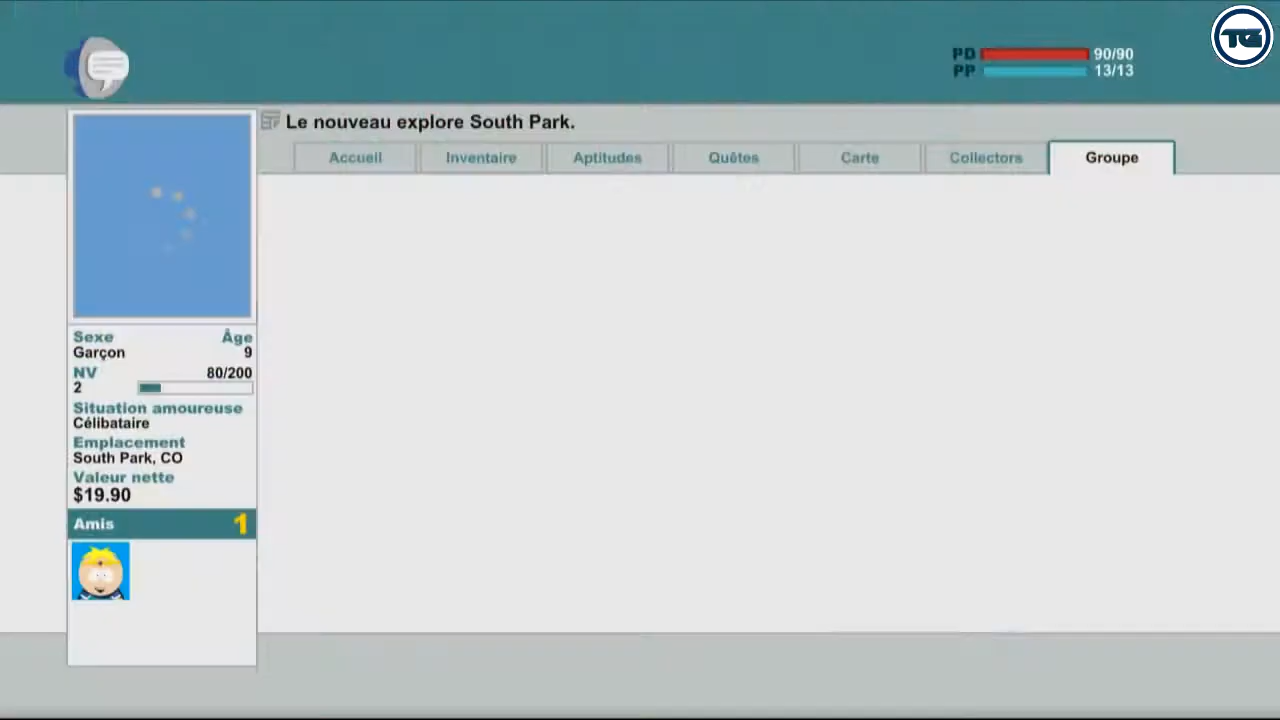 TG
PD 90/90
PP 13/13
Le nouveau explore South Park.
Accueil
Inventaire
Aptitudes
Quêtes
Carte
Collectors
Groupe
Sexe Âge
Garçon 9
NV 80/200
2
Situation amoureuse
Célibataire
Emplacement
South Park, CO
Valeur nette
$19.90
Amis 1